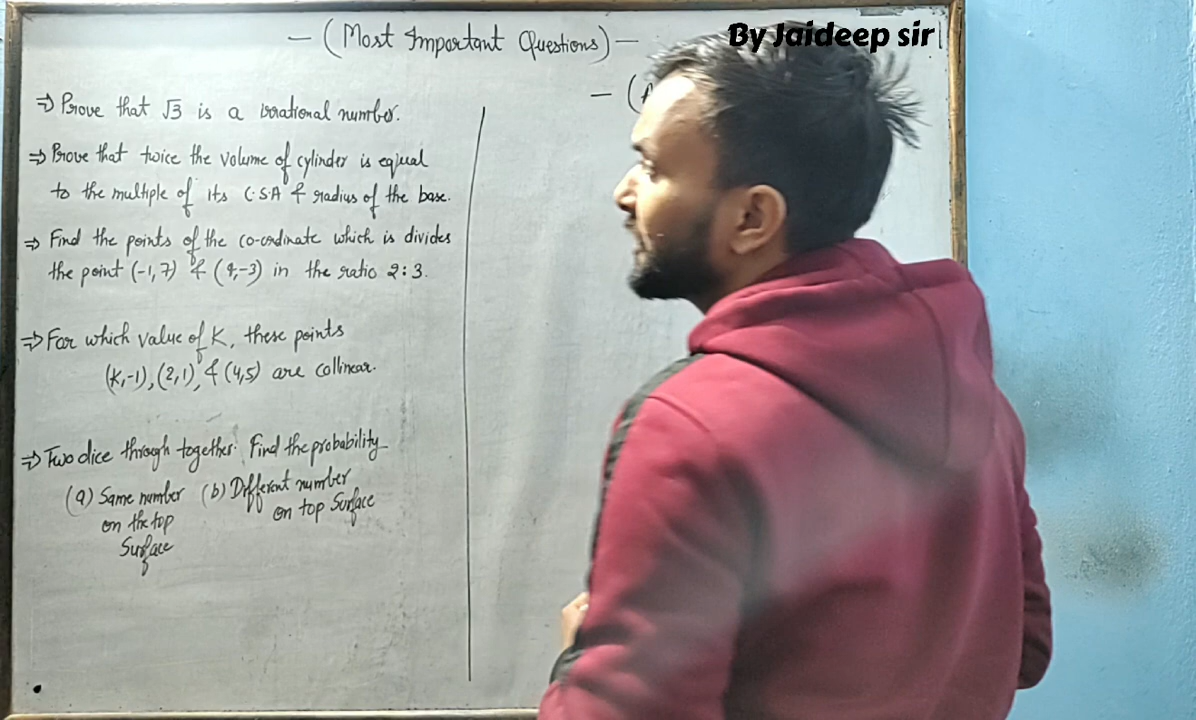 By Jaideep sir
— (Most Important Questions) —
— (A
⇒ Prove that √3 is a irrational number.
⇒ Prove that twice the volume of cylinder is equal
to the multiple of its C.S.A & radius of the base.
⇒ Find the points of the co-ordinate which is divides
the point (-1,7) & (4,-3) in the ratio 2:3.
⇒ For which value of K, these points
(K,-1), (2,1), & (4,5) are collinear.
⇒ Two dice through together. Find the probability
(a) Same number (b) Different number
on the top on top Surface
Surface